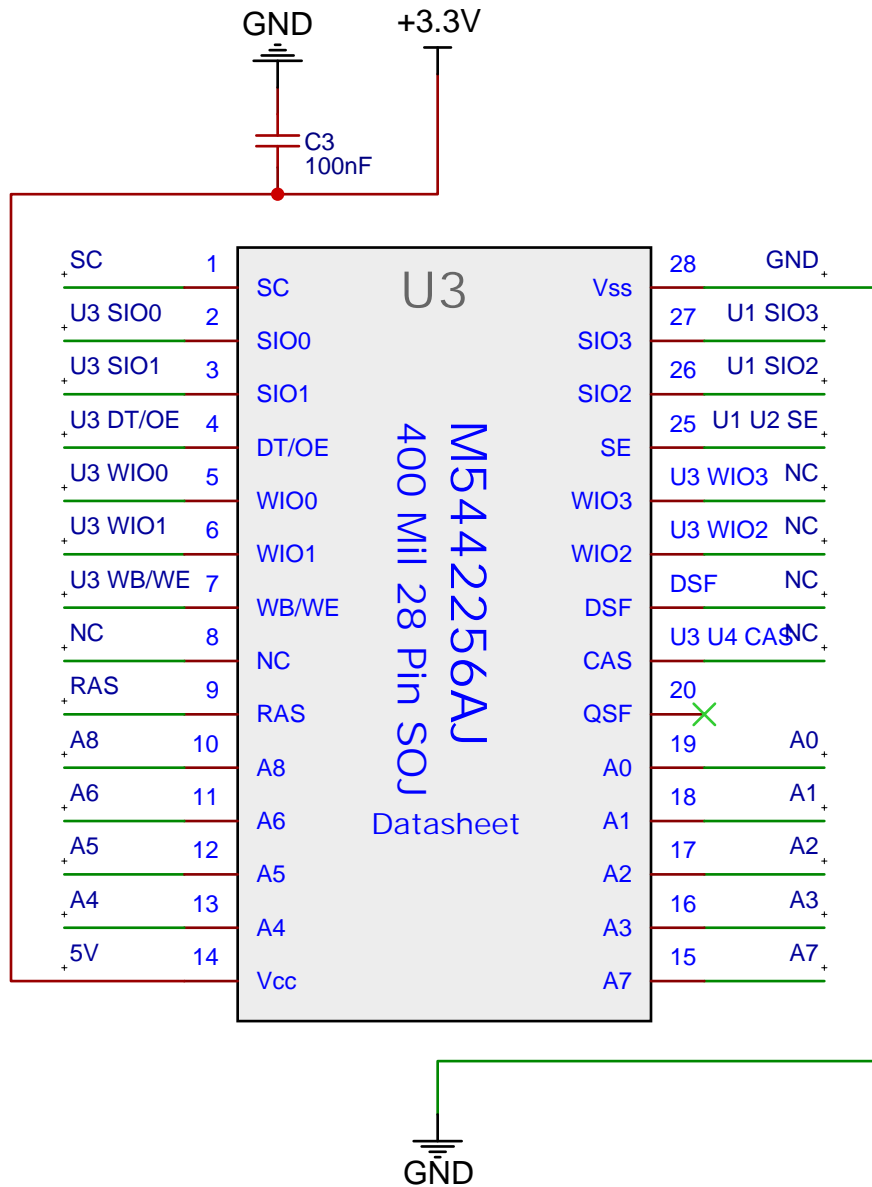 GND
+3.3V
C3
100nF
U3
M5442256AJ
400 Mil 28 Pin SOJ
Datasheet
SC 1 SC
U3 SIO0 2 SIO0
U3 SIO1 3 SIO1
U3 DT/OE 4 DT/OE
U3 WIO0 5 WIO0
U3 WIO1 6 WIO1
U3 WB/WE 7 WB/WE
NC 8 NC
RAS 9 RAS
A8 10 A8
A6 11 A6
A5 12 A5
A4 13 A4
5V 14 Vcc
Vss 28 GND
SIO3 27 U1 SIO3
SIO2 26 U1 SIO2
SE 25 U1 U2 SE
WIO3 U3 WIO3 NC
WIO2 U3 WIO2 NC
DSF DSF NC
CAS U3 U4 CAS NC
QSF 20
A0 19 A0
A1 18 A1
A2 17 A2
A3 16 A3
A7 15 A7
GND